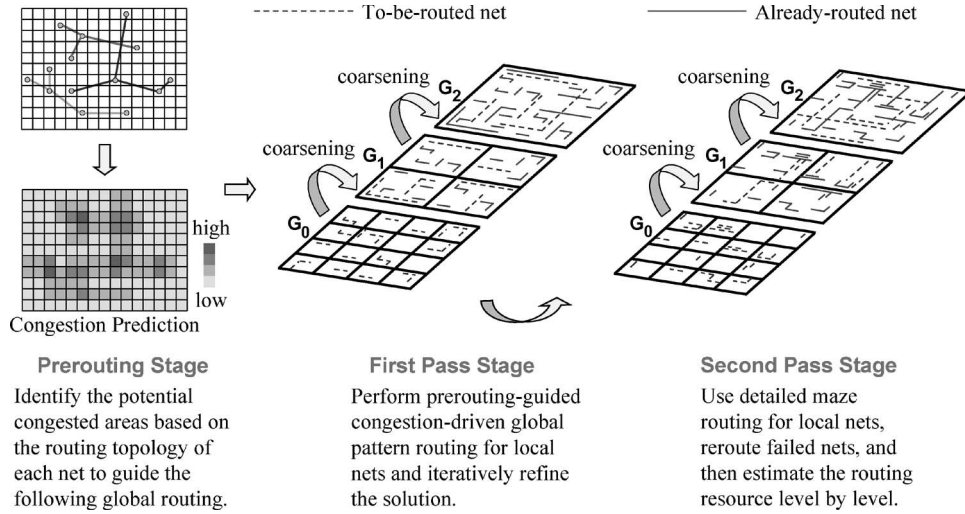 To-be-routed net
Already-routed net
coarsening
G2
coarsening
G1
G0
coarsening
G2
coarsening
G1
G0
high
low
Congestion Prediction
Prerouting Stage
Identify the potential
congested areas based on
the routing topology of
each net to guide the
following global routing.
First Pass Stage
Perform prerouting-guided
congestion-driven global
pattern routing for local
nets and iteratively refine
the solution.
Second Pass Stage
Use detailed maze
routing for local nets,
reroute failed nets, and
then estimate the routing
resource level by level.